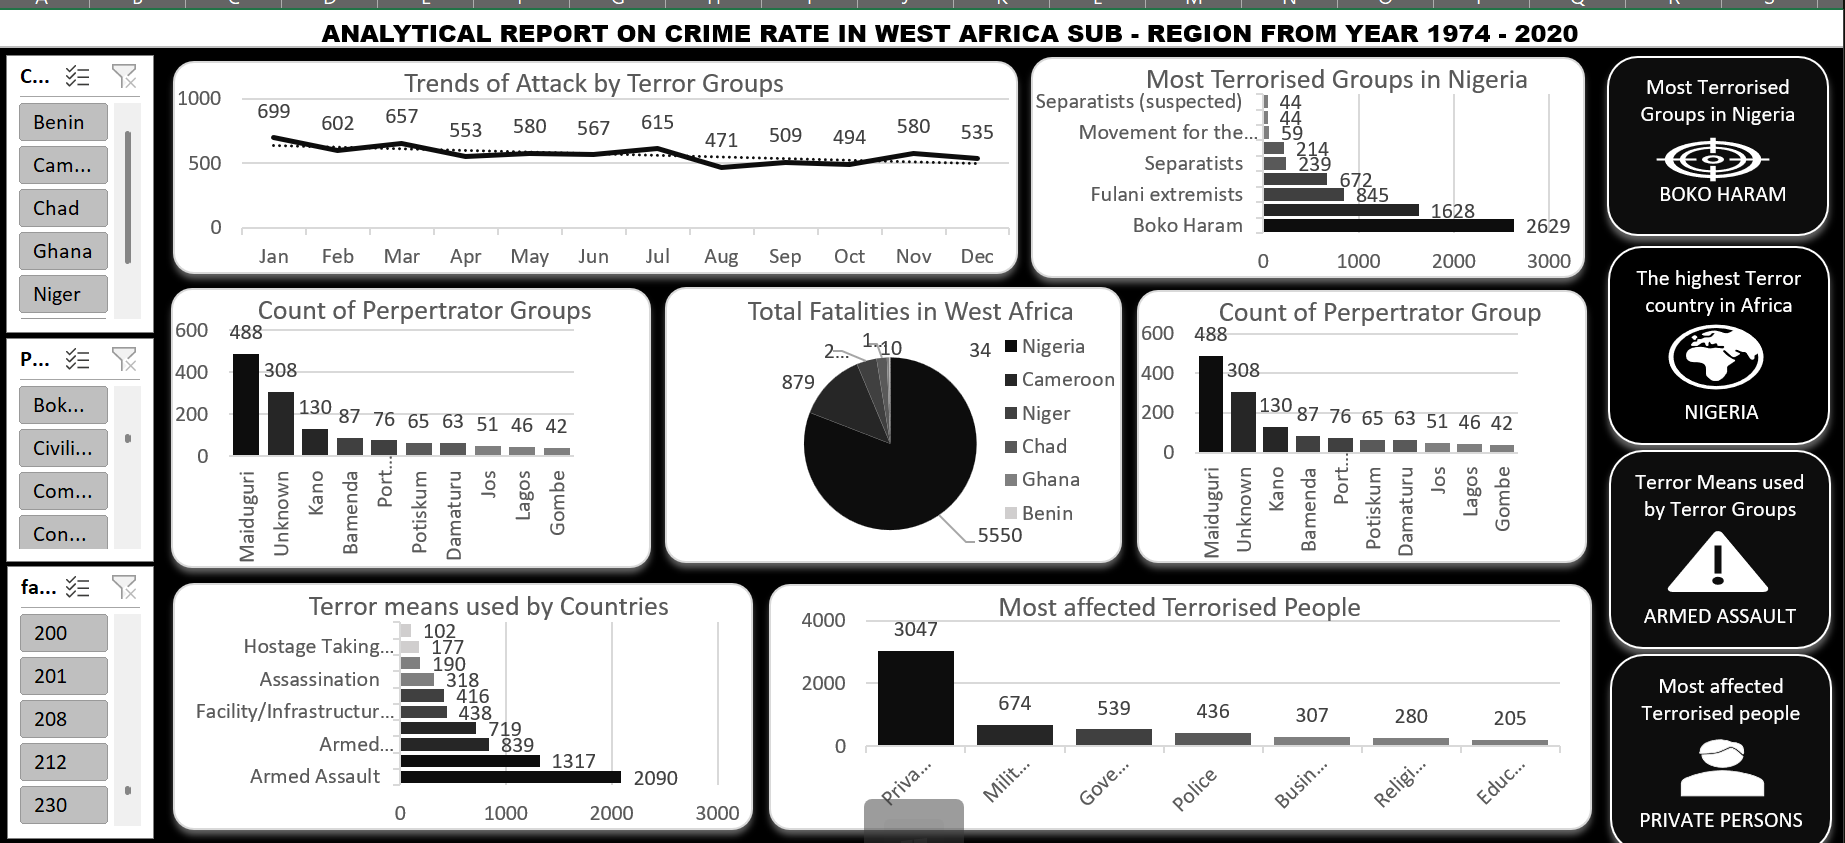 ANALYTICAL REPORT ON CRIME RATE IN WEST AFRICA SUB - REGION FROM YEAR 1974 - 2020
C...
Benin
Cam...
Chad
Ghana
Niger
P...
Bok...
Civili...
Com...
Con...
fa...
200
201
208
212
230
Trends of Attack by Terror Groups
1000
500
0
699 602 657 553 580 567 615 471 509 494 580 535
Jan Feb Mar Apr May Jun Jul Aug Sep Oct Nov Dec
Most Terrorised Groups in Nigeria
Separatists (suspected) 44
44
Movement for the... 59
214
Separatists 239
672
Fulani extremists 845
1628
Boko Haram 2629
0 1000 2000 3000
Count of Perpertrator Groups
600
400
200
0
488 308 130 87 76 65 63 51 46 42
Maiduguri Unknown Kano Bamenda Port... Potiskum Damaturu Jos Lagos Gombe
Total Fatalities in West Africa
2... 1... 10 34
879
5550
Nigeria
Cameroon
Niger
Chad
Ghana
Benin
Count of Perpertrator Group
600
400
200
0
488 308 130 87 76 65 63 51 46 42
Maiduguri Unknown Kano Bamenda Port... Potiskum Damaturu Jos Lagos Gombe
Terror means used by Countries
102
Hostage Taking... 177
190
Assassination 318
416
Facility/Infrastructur... 438
719
Armed... 839
1317
Armed Assault 2090
0 1000 2000 3000
Most affected Terrorised People
4000
2000
0
3047 674 539 436 307 280 205
Priva... Milit... Gove... Police Busin... Religi... Educ...
Most Terrorised
Groups in Nigeria
BOKO HARAM
The highest Terror
country in Africa
NIGERIA
Terror Means used
by Terror Groups
ARMED ASSAULT
Most affected
Terrorised people
PRIVATE PERSONS